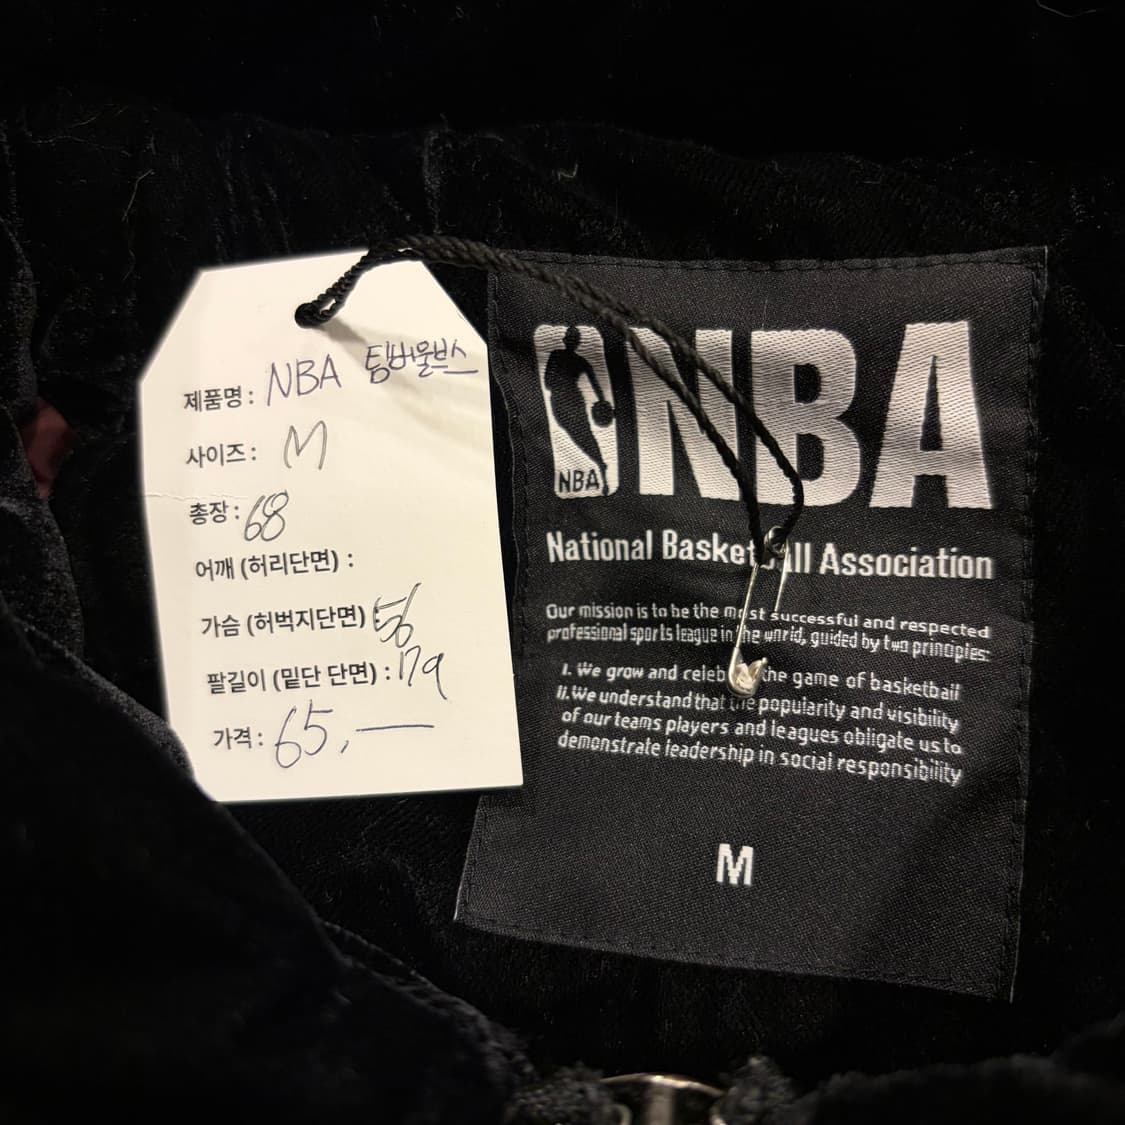 제품명: NBA 팀버울브스
사이즈: M
총장: 68
어깨 (허리단면) :
가슴 (허벅지단면) : 56
팔길이 (밑단 단면) : 179
가격: 65,—
NBA
NBA
National Basketball Association
Our mission is to be the most successful and respected
professional sports league in the world, guided by two principles:
I. We grow and celeb the game of basketball
II. We understand that the popularity and visibility
of our teams players and leagues obligate us to
demonstrate leadership in social responsibility
M